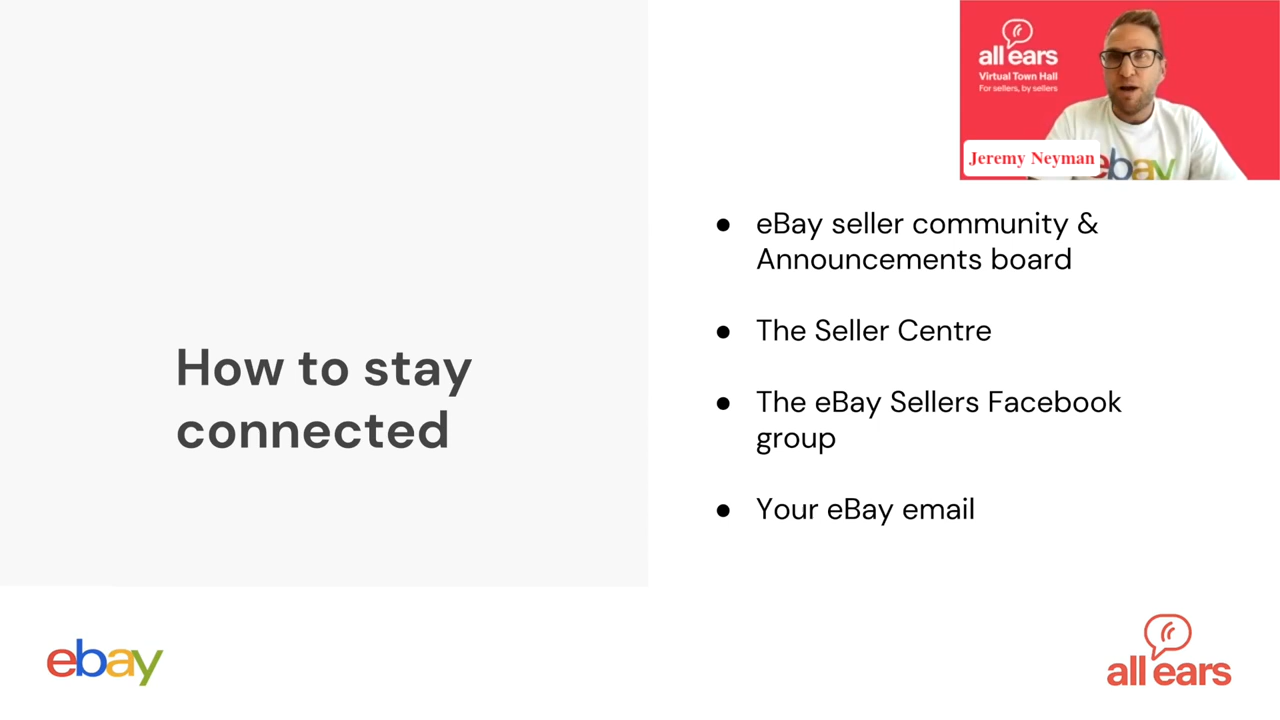 all ears
Virtual Town Hall
For sellers, by sellers
Jeremy Neyman
ebay
How to stay
connected
● eBay seller community &
Announcements board
● The Seller Centre
● The eBay Sellers Facebook
group
● Your eBay email
ebay
all ears